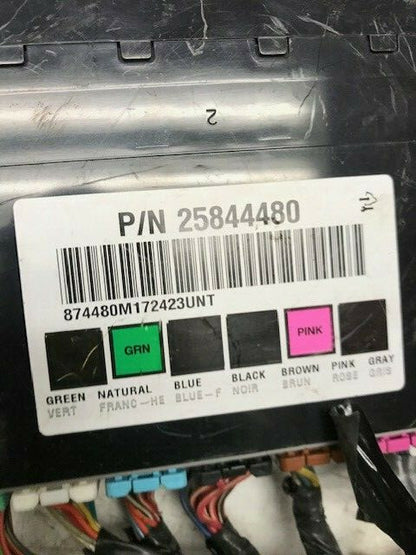 2
P/N 25844480
874480M172423UNT
GRN
PINK
GREEN NATURAL BLUE BLACK BROWN PINK GRAY
VERT FRANC-HE BLUE-F NOIR BRUN ROSE GRIS